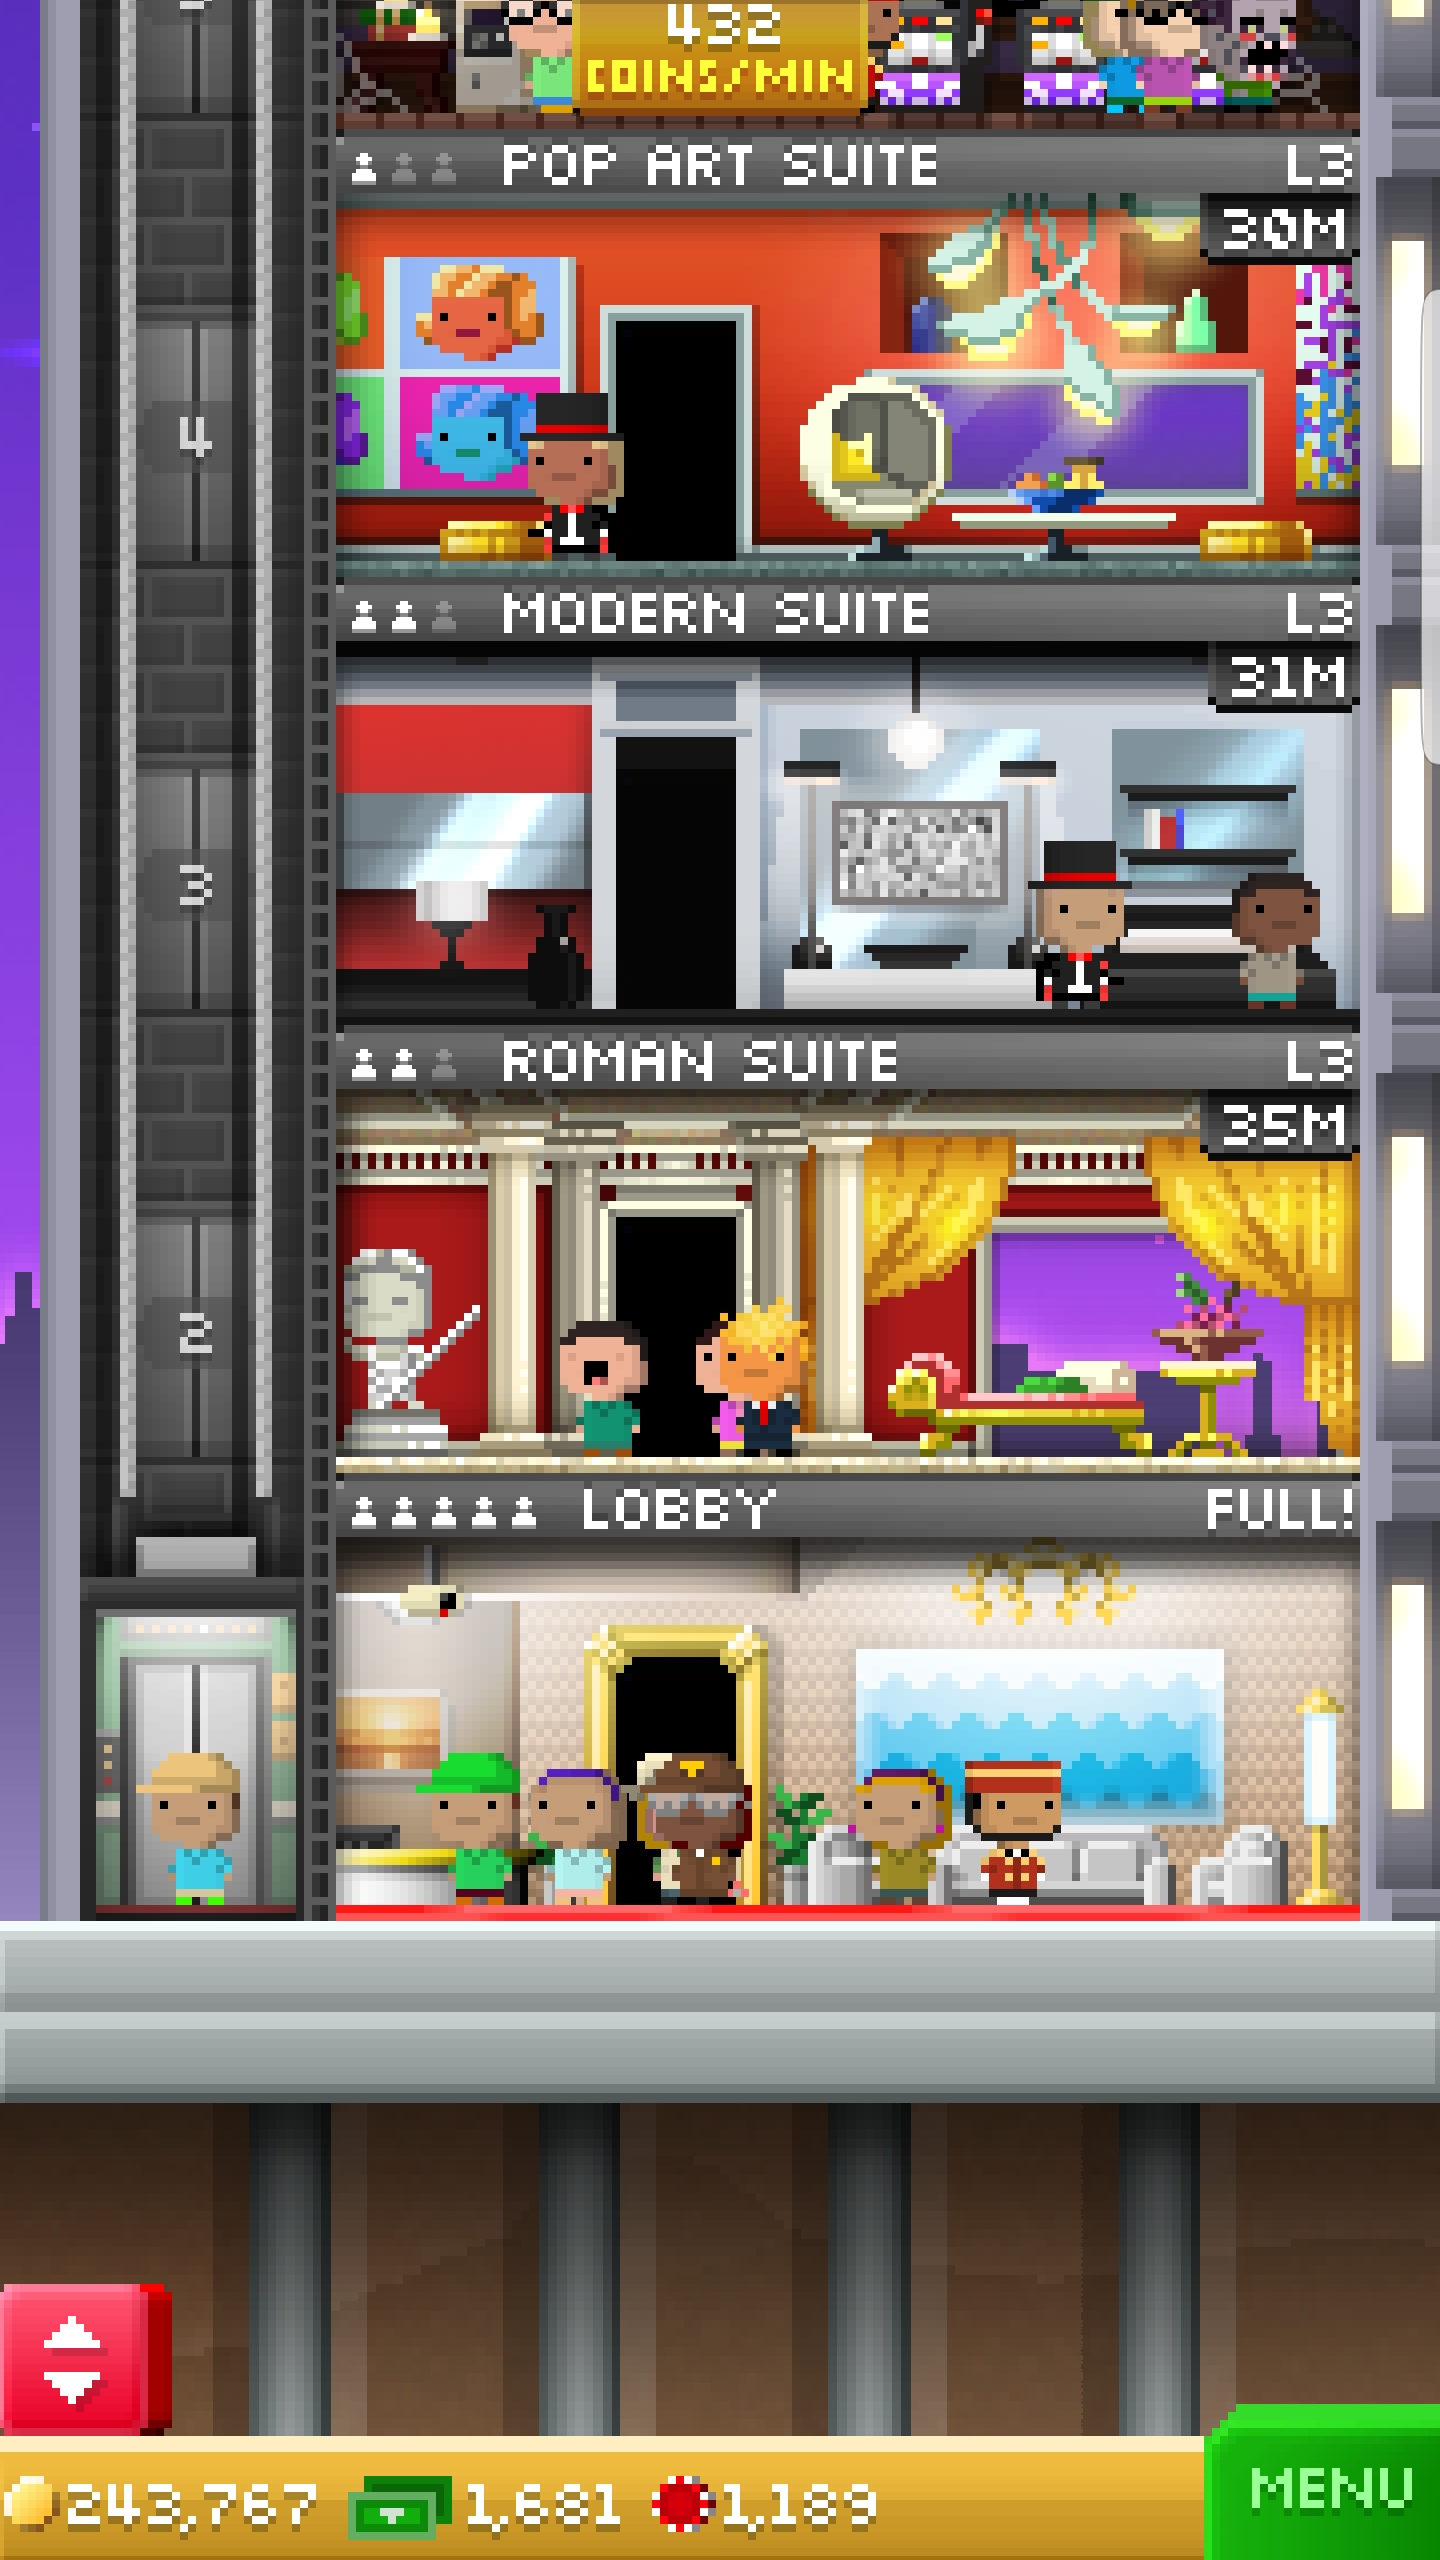 432
COINS/MIN
POP ART SUITE L3
30M
4
MODERN SUITE L3
31M
3
ROMAN SUITE L3
35M
2
LOBBY FULL!
243,767 1,681 1,189
MENU